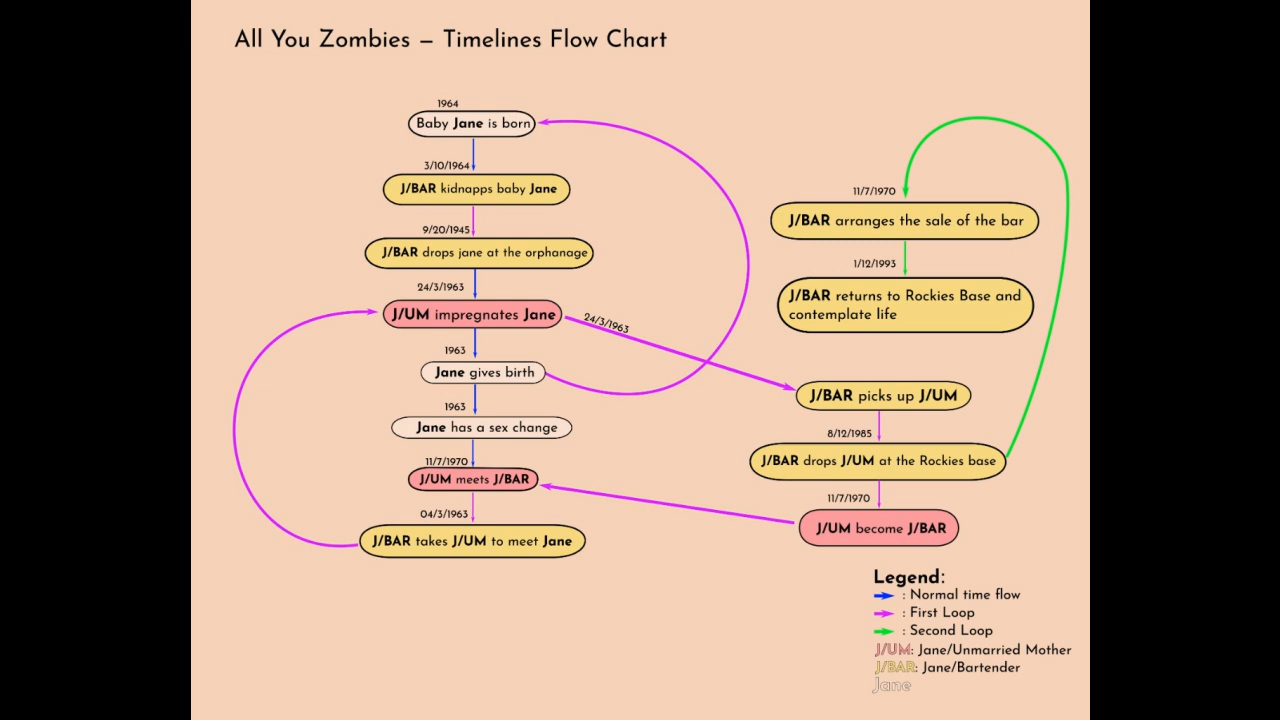 All You Zombies – Timelines Flow Chart
1964
Baby Jane is born
3/10/1964
J/BAR kidnapps baby Jane
9/20/1945
J/BAR drops jane at the orphanage
24/3/1963
J/UM impregnates Jane
24/3/1963
1963
Jane gives birth
1963
Jane has a sex change
11/7/1970
J/UM meets J/BAR
04/3/1963
J/BAR takes J/UM to meet Jane
11/7/1970
J/BAR arranges the sale of the bar
1/12/1993
J/BAR returns to Rockies Base and
contemplate life
J/BAR picks up J/UM
8/12/1985
J/BAR drops J/UM at the Rockies base
11/7/1970
J/UM become J/BAR
Legend:
: Normal time flow
: First Loop
: Second Loop
J/UM: Jane/Unmarried Mother
J/BAR: Jane/Bartender
Jane